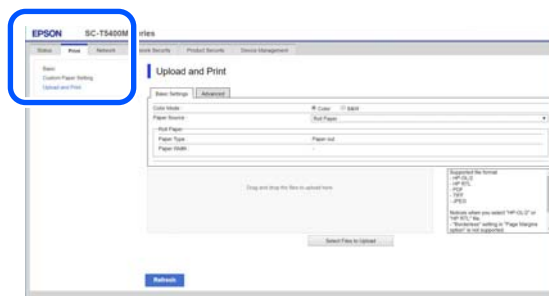 EPSON SC-T5400M Series
Status Print Network Network Security Product Security Device Management
Basic
Custom Paper Setting
Upload and Print
Upload and Print
Basic Settings Advanced
Color Mode : Color B&W
Paper Source : Roll Paper
Roll Paper
Paper Type : Paper out
Paper Width : -
Drag and drop the files to upload here.
Supported file format
- HP-GL/2
- HP RTL
- PDF
- TIFF
- JPEG
Notices when you select "HP-GL/2" or
"HP RTL" file.
- "Borderless" setting in "Page Margins
option" is not supported.
Select Files to Upload
Refresh